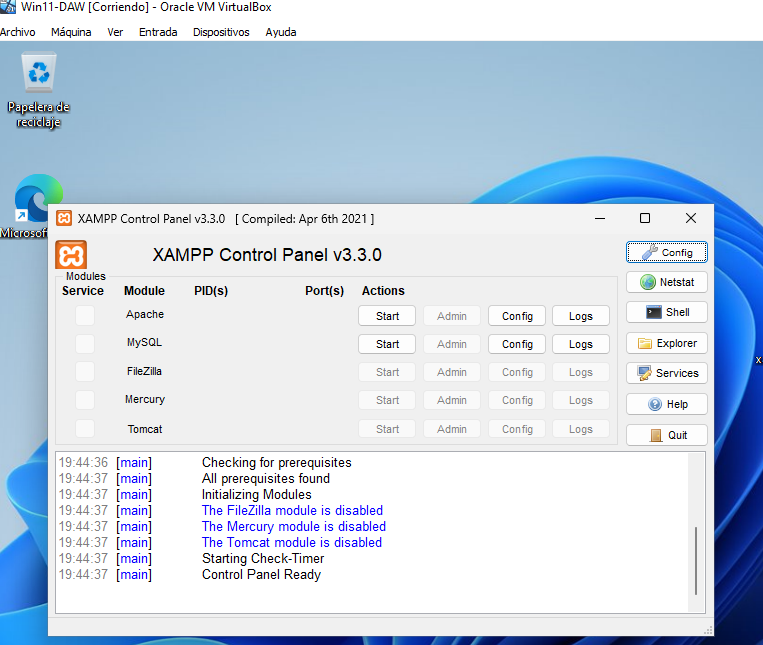 Win11-DAW [Corriendo] - Oracle VM VirtualBox
Archivo Máquina Ver Entrada Dispositivos Ayuda
Papelera de
reciclaje
Microsoft
XAMPP Control Panel v3.3.0 [ Compiled: Apr 6th 2021 ]
XAMPP Control Panel v3.3.0
Config
Modules
Service Module PID(s) Port(s) Actions
Netstat
Apache Start Admin Config Logs
Shell
MySQL Start Admin Config Logs
Explorer
FileZilla Start Admin Config Logs
Services
Mercury Start Admin Config Logs
Help
Tomcat Start Admin Config Logs
Quit
19:44:36 [main] Checking for prerequisites
19:44:37 [main] All prerequisites found
19:44:37 [main] Initializing Modules
19:44:37 [main] The FileZilla module is disabled
19:44:37 [main] The Mercury module is disabled
19:44:37 [main] The Tomcat module is disabled
19:44:37 [main] Starting Check-Timer
19:44:37 [main] Control Panel Ready
x